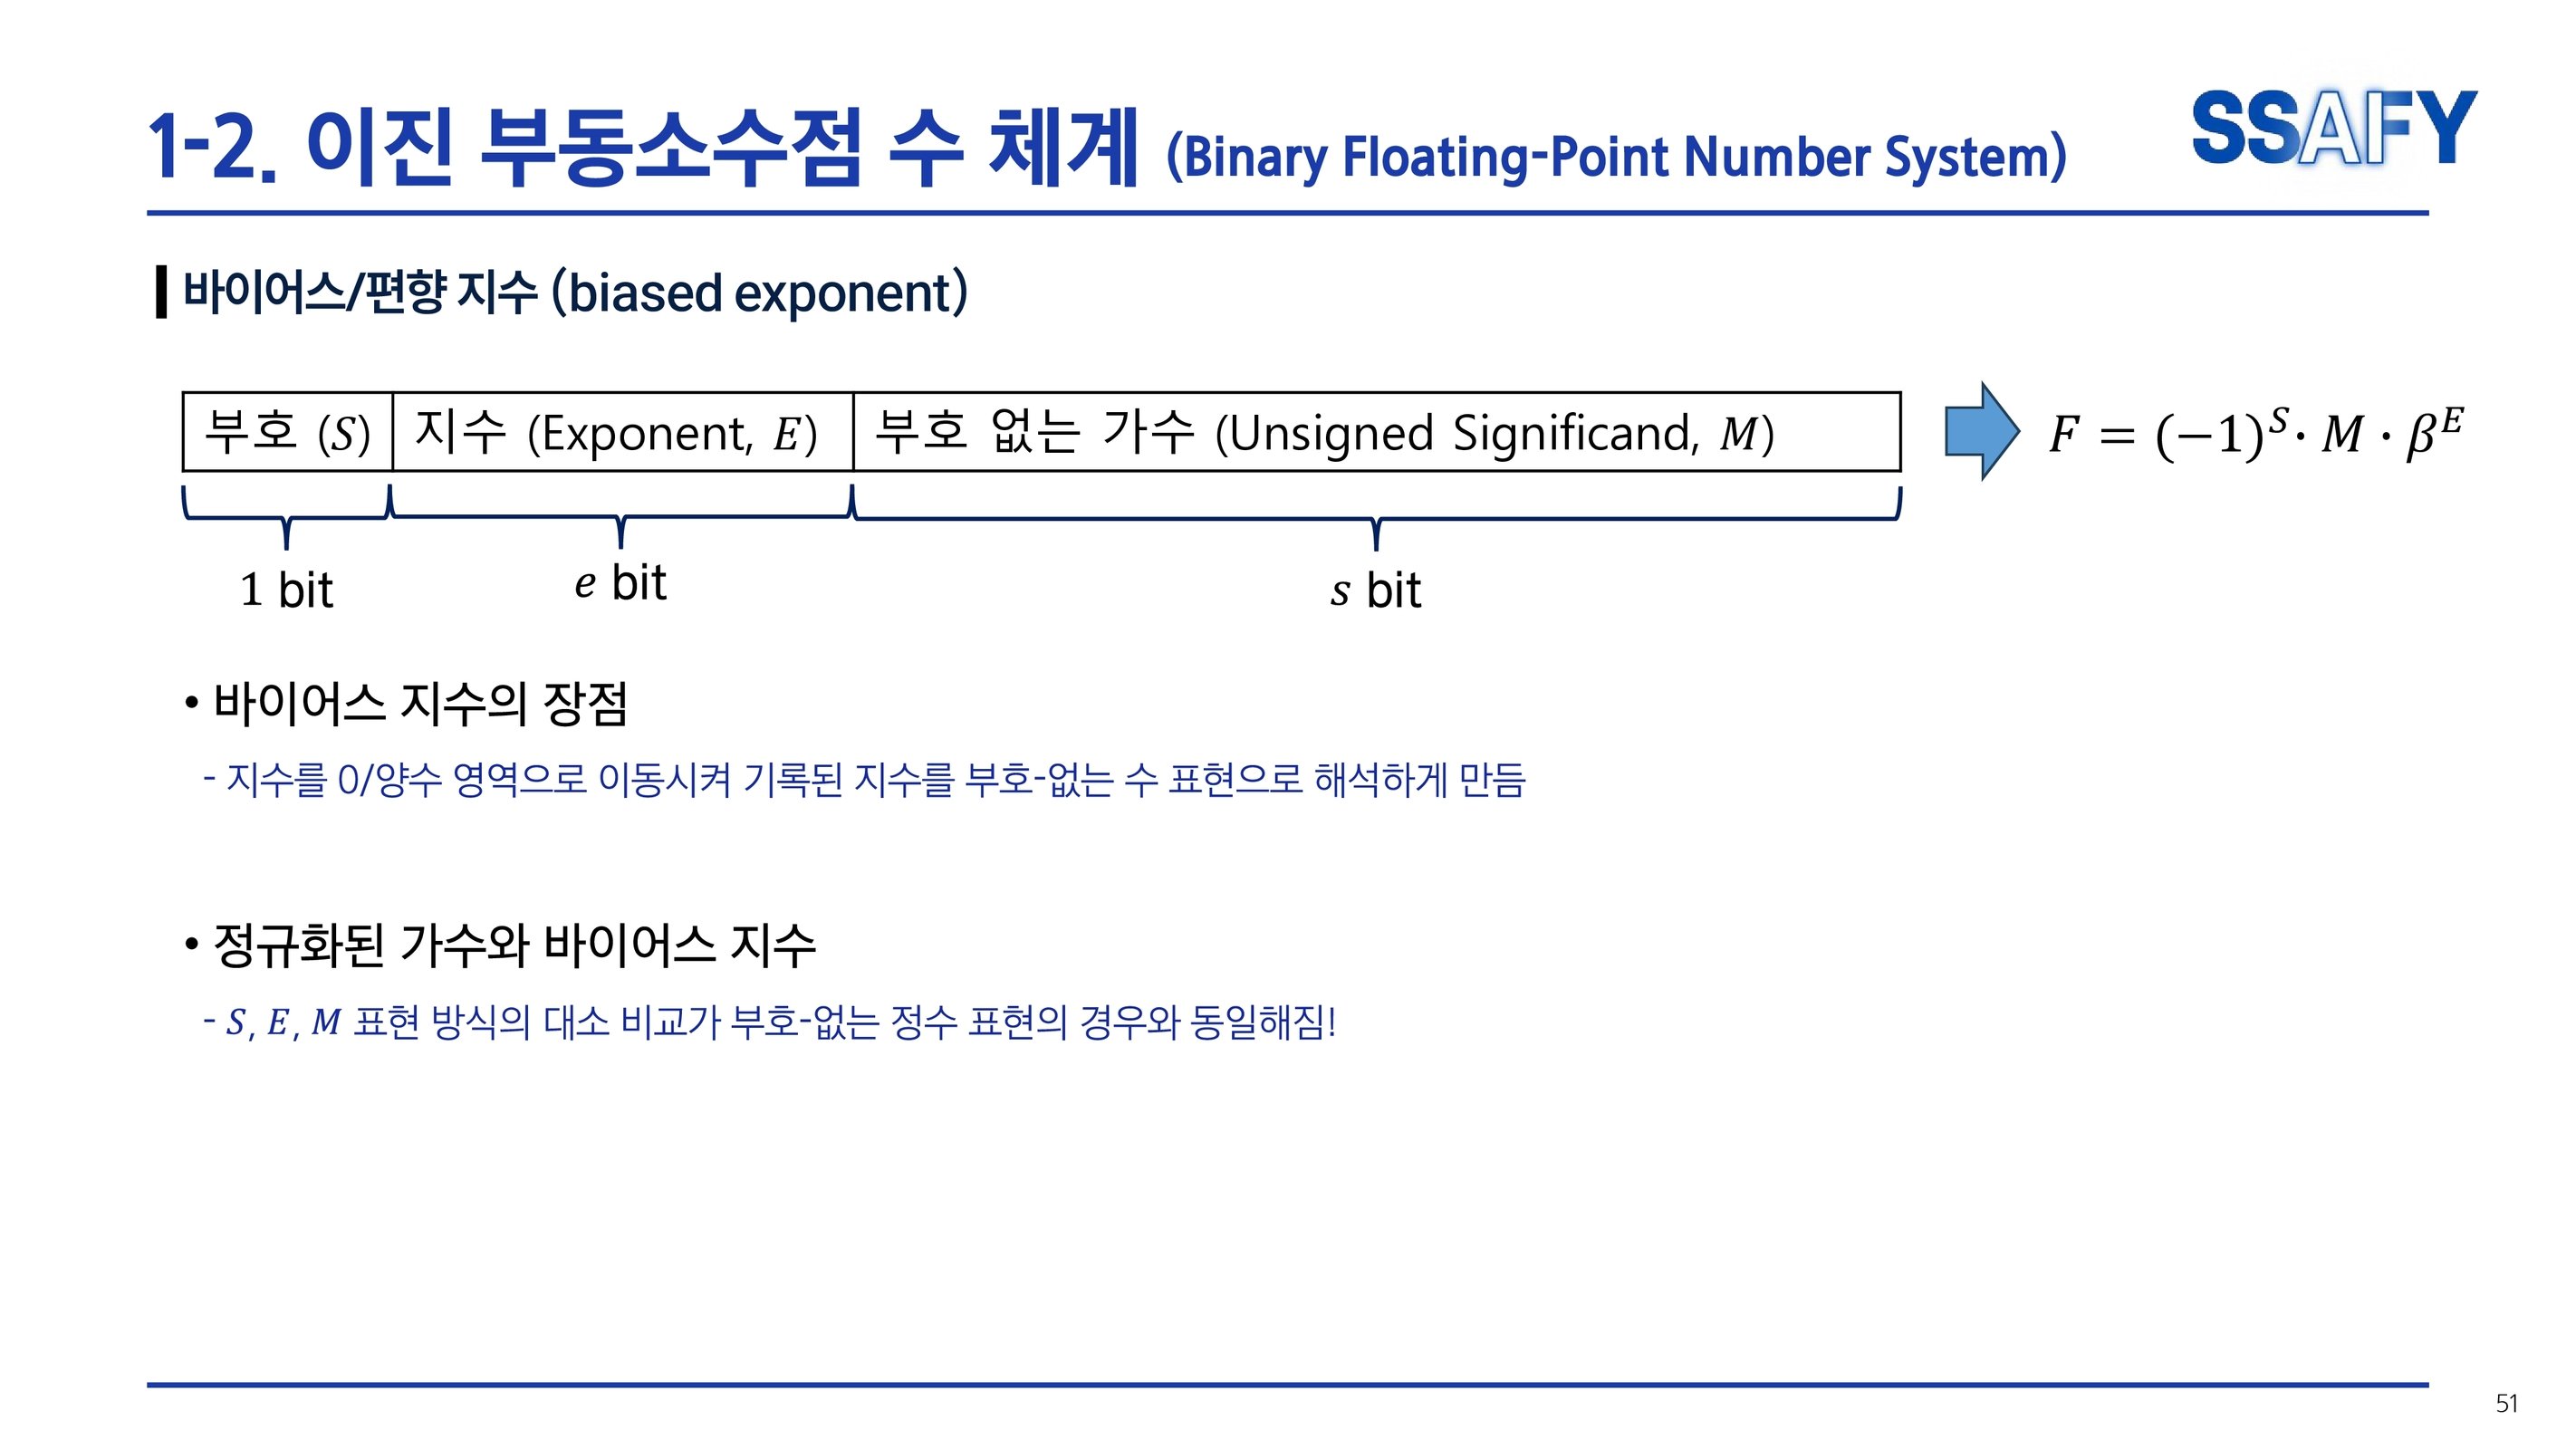 1-2. 이진 부동소수점 수 체계 (Binary Floating-Point Number System)
SSAFY
바이어스/편향 지수 (biased exponent)
부호 (S) 지수 (Exponent, E) 부호 없는 가수 (Unsigned Significand, M)
F = (−1)^S · M · β^E
1 bit e bit s bit
• 바이어스 지수의 장점
- 지수를 0/양수 영역으로 이동시켜 기록된 지수를 부호-없는 수 표현으로 해석하게 만듬
• 정규화된 가수와 바이어스 지수
- S, E, M 표현 방식의 대소 비교가 부호-없는 정수 표현의 경우와 동일해짐!
51